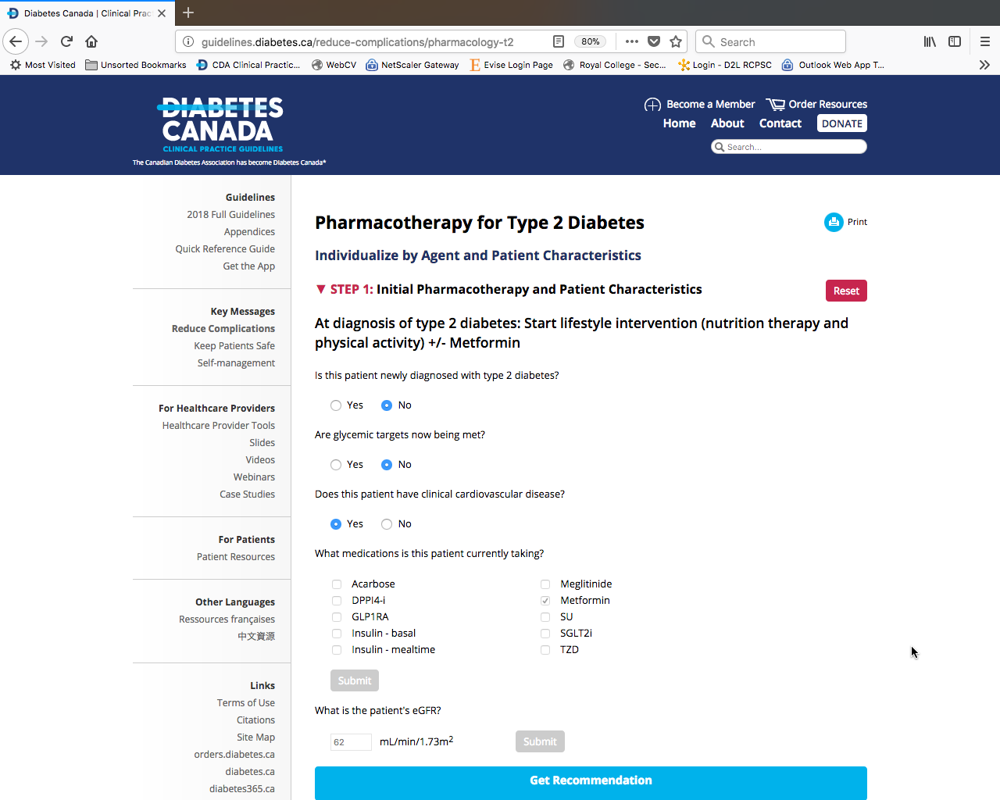 Diabetes Canada | Clinical Prac
guidelines.diabetes.ca/reduce-complications/pharmacology-t2
80%
Search
Most Visited
Unsorted Bookmarks
CDA Clinical Practic...
WebCV
NetScaler Gateway
Evise Login Page
Royal College - Sec...
Login - D2L RCPSC
Outlook Web App T...
DIABETES
CANADA
CLINICAL PRACTICE GUIDELINES
The Canadian Diabetes Association has become Diabetes Canada*
Become a Member
Order Resources
Home
About
Contact
DONATE
Search...
Guidelines
2018 Full Guidelines
Appendices
Quick Reference Guide
Get the App
Key Messages
Reduce Complications
Keep Patients Safe
Self-management
For Healthcare Providers
Healthcare Provider Tools
Slides
Videos
Webinars
Case Studies
For Patients
Patient Resources
Other Languages
Ressources françaises
中文資源
Links
Terms of Use
Citations
Site Map
orders.diabetes.ca
diabetes.ca
diabetes365.ca
Pharmacotherapy for Type 2 Diabetes
Print
Individualize by Agent and Patient Characteristics
▼ STEP 1: Initial Pharmacotherapy and Patient Characteristics
Reset
At diagnosis of type 2 diabetes: Start lifestyle intervention (nutrition therapy and
physical activity) +/- Metformin
Is this patient newly diagnosed with type 2 diabetes?
Yes No
Are glycemic targets now being met?
Yes No
Does this patient have clinical cardiovascular disease?
Yes No
What medications is this patient currently taking?
Acarbose
DPPI4-i
GLP1RA
Insulin - basal
Insulin - mealtime
Meglitinide
Metformin
SU
SGLT2i
TZD
Submit
What is the patient's eGFR?
62 mL/min/1.73m²
Submit
Get Recommendation